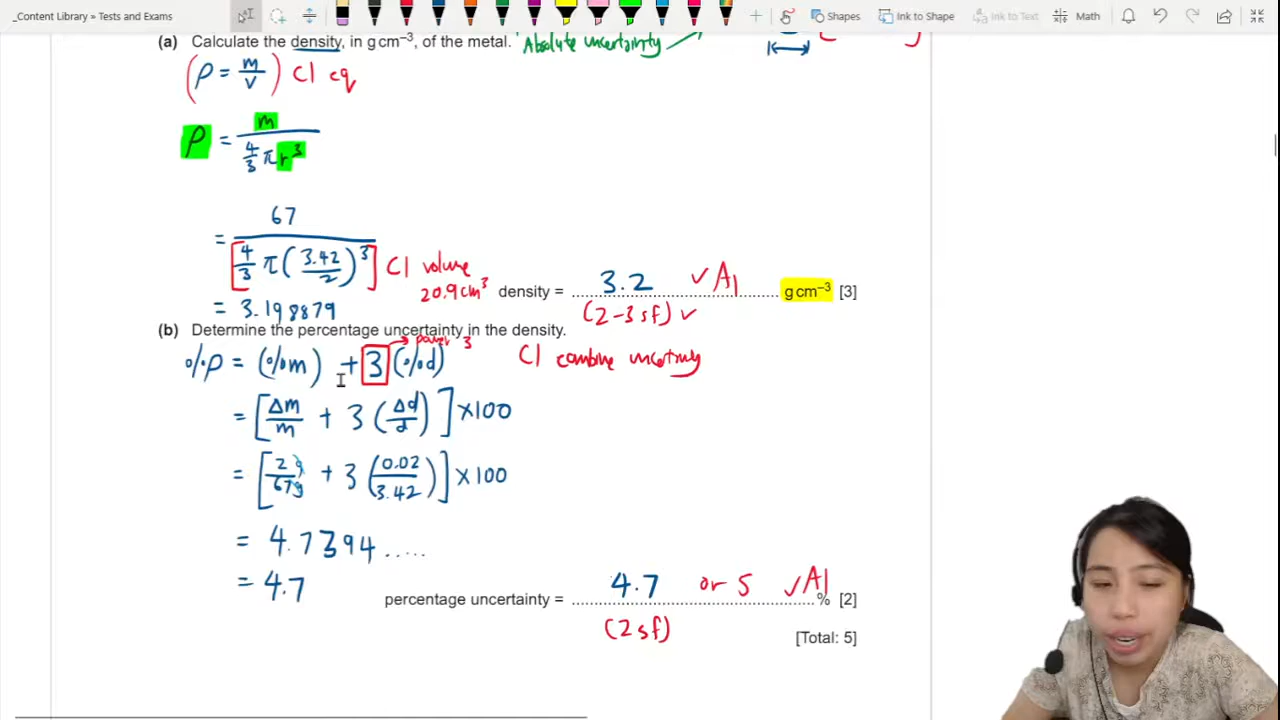 _Content Library » Tests and Exams
Shapes
Ink to Shape
Ink to Text
Math
(a) Calculate the density, in g cm⁻³, of the metal. Absolute uncertainty
(ρ = m/V) C1 eq
ρ = m / (4/3 π r³)
= 67 / [4/3 π (3.42/2)³] C1 volume
20.9 cm³
density = 3.2 ✓ A1 g cm⁻³ [3]
= 3.198879
(2-3 sf) ✓
(b) Determine the percentage uncertainty in the density.
power 3
%ρ = (%m) + 3 (%d) C1 combine uncertainty
= [Δm/m + 3 (Δd/d)] × 100
= [2g/67g + 3 (0.02/3.42)] × 100
= 4.7394.....
= 4.7
percentage uncertainty = 4.7 or 5 ✓A1 % [2]
(2 sf)
[Total: 5]